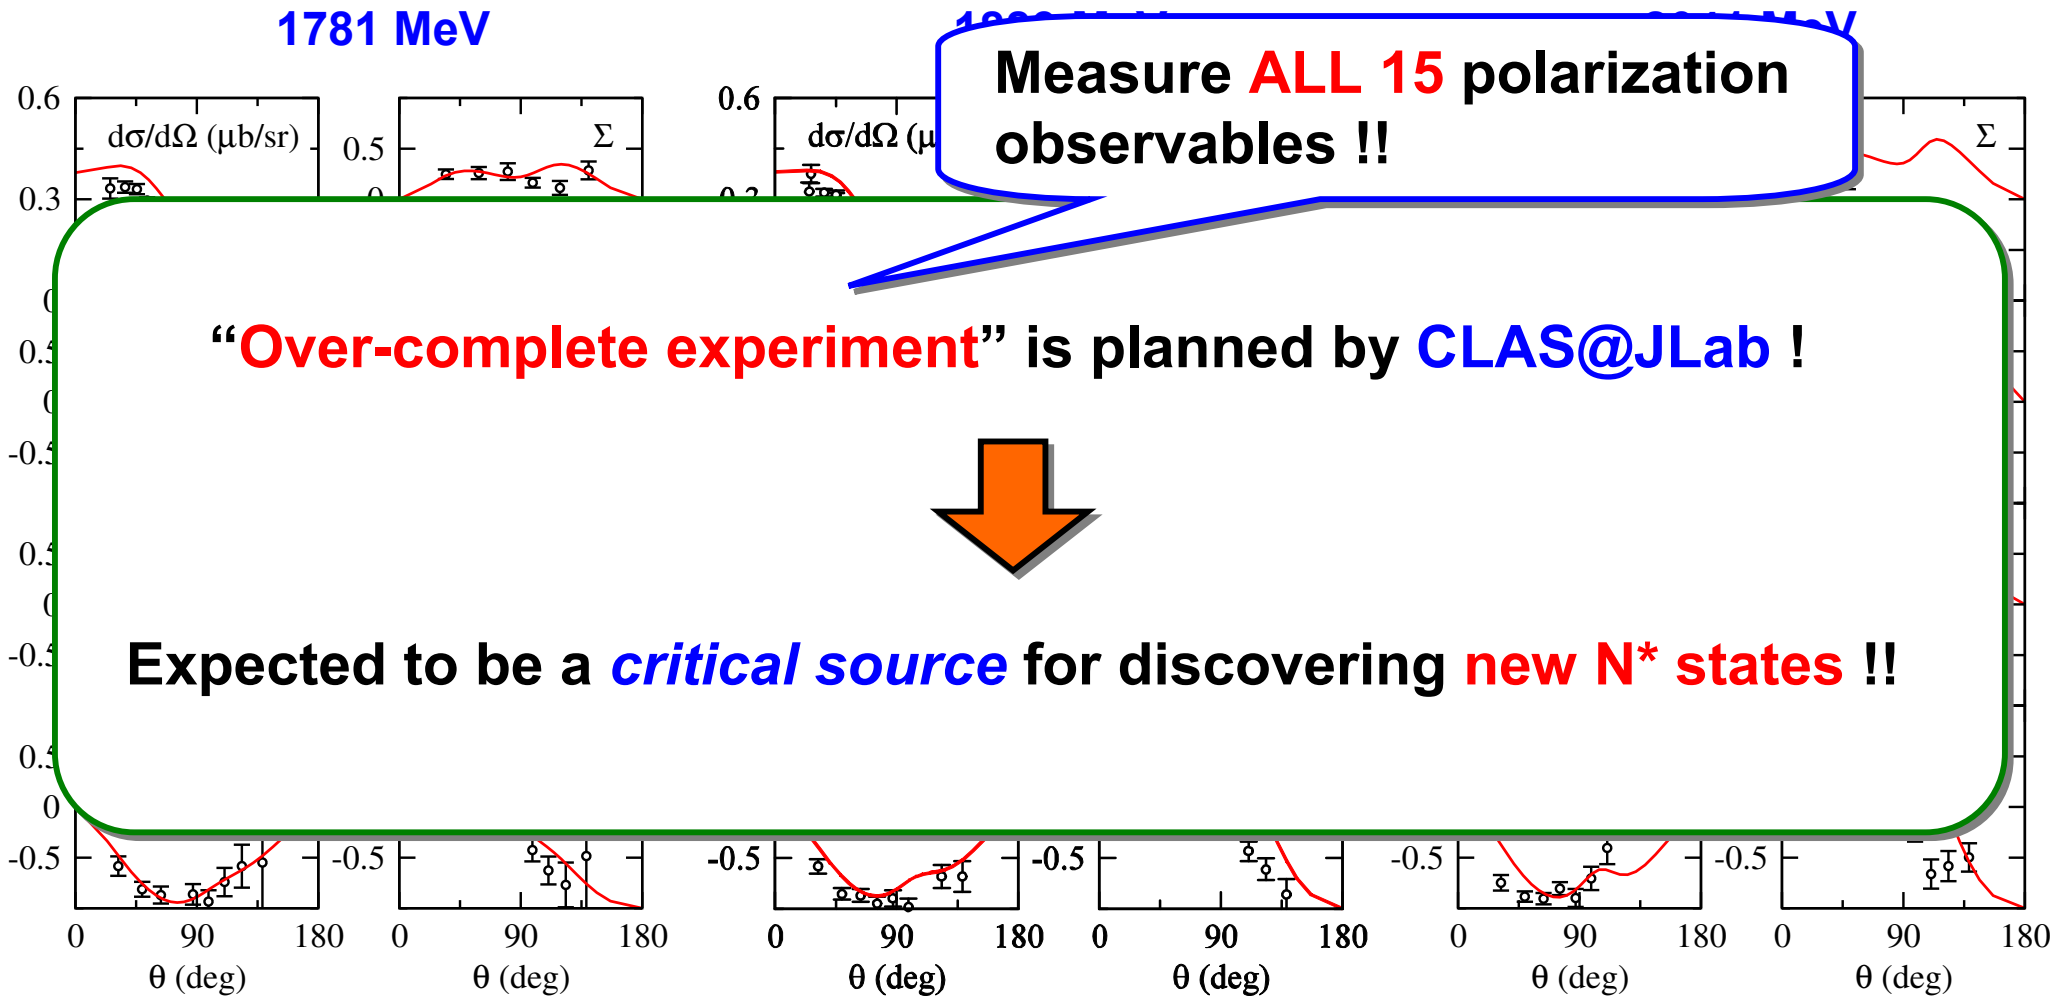 1781 MeV
Measure ALL 15 polarization
observables !!
0.6
dσ/dΩ (μb/sr)
0.5
Σ
0.6
dσ/dΩ (μ
Σ
0.3
“Over-complete experiment” is planned by CLAS@JLab !
Expected to be a critical source for discovering new N* states !!
0
-0.5
-0.5
-0.5
-0.5
-0.5
-0.5
0 90 180 0 90 180 0 90 180 0 90 180 0 90 180 0 90 180
θ (deg) θ (deg) θ (deg) θ (deg) θ (deg) θ (deg)